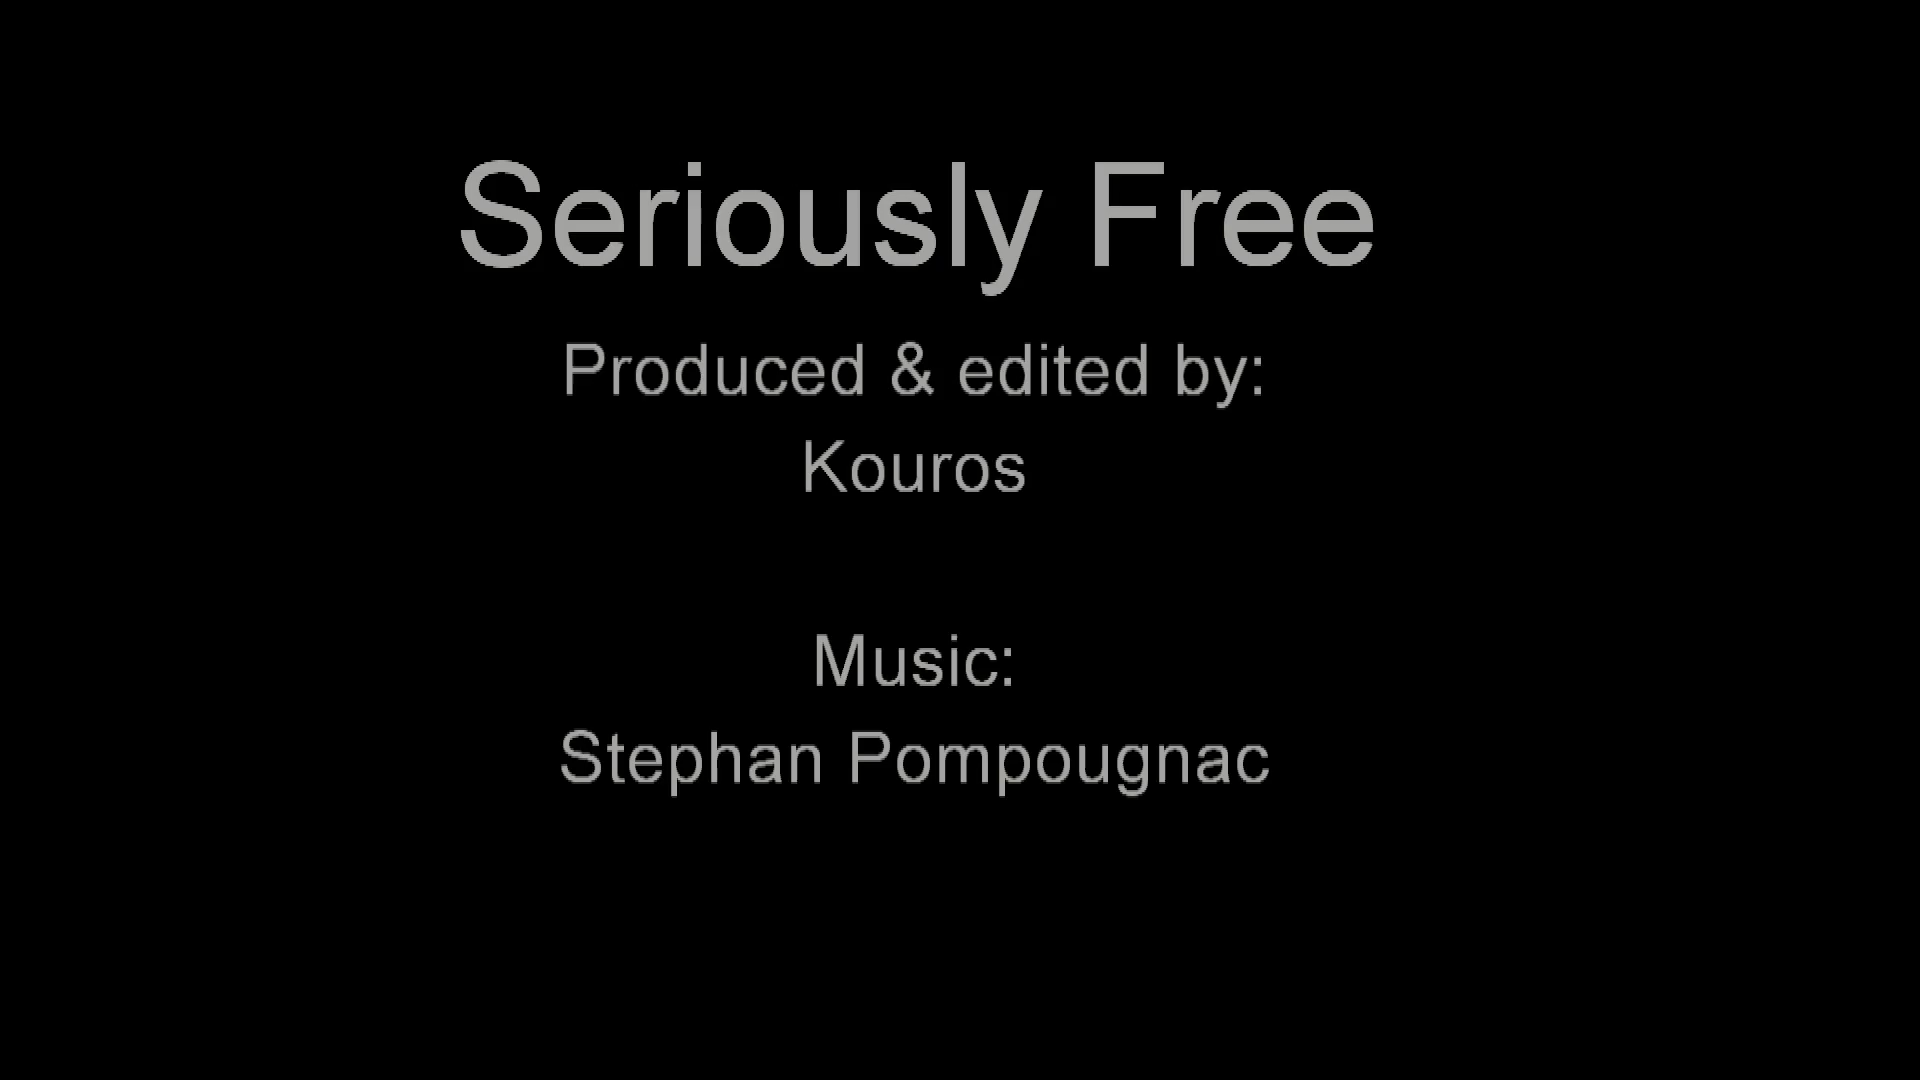 Seriously Free
Produced & edited by:
Kouros
Music:
Stephan Pompougnac